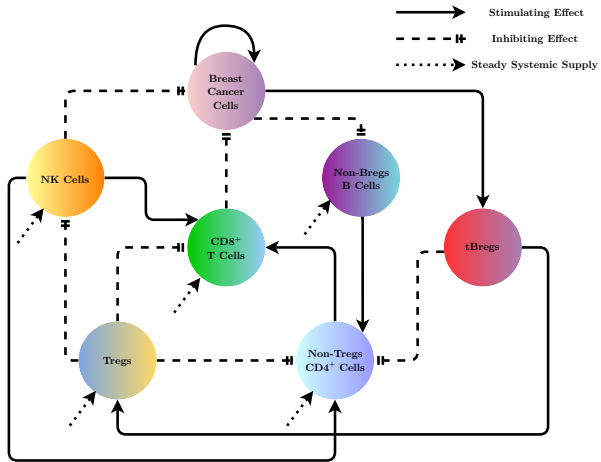 Stimulating Effect
Inhibiting Effect
Steady Systemic Supply
Breast
Cancer
Cells
NK Cells
Non-Bregs
B Cells
CD8⁺
T Cells
tBregs
Tregs
Non-Tregs
CD4⁺ Cells